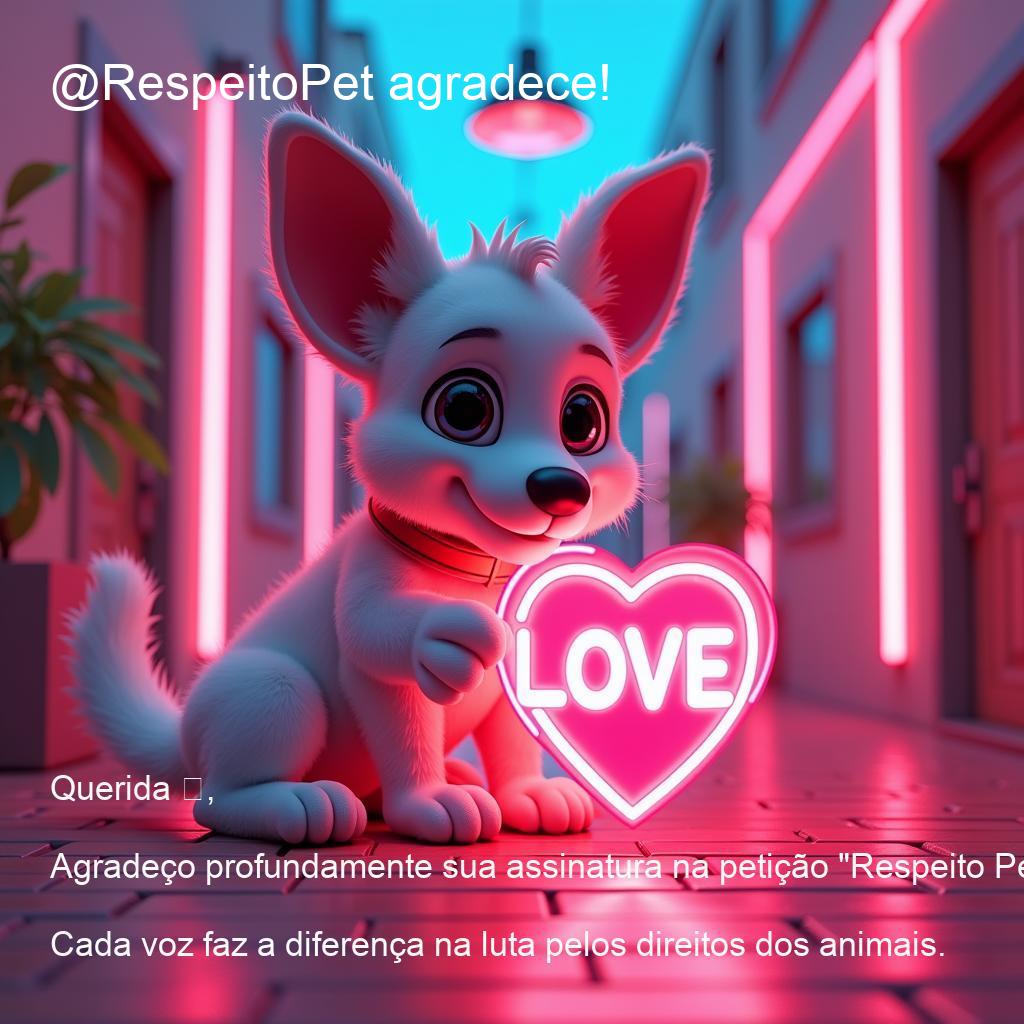 @RespeitoPet agradece!
LOVE
Querida □,
Agradeço profundamente sua assinatura na petição "Respeito Pe
Cada voz faz a diferença na luta pelos direitos dos animais.